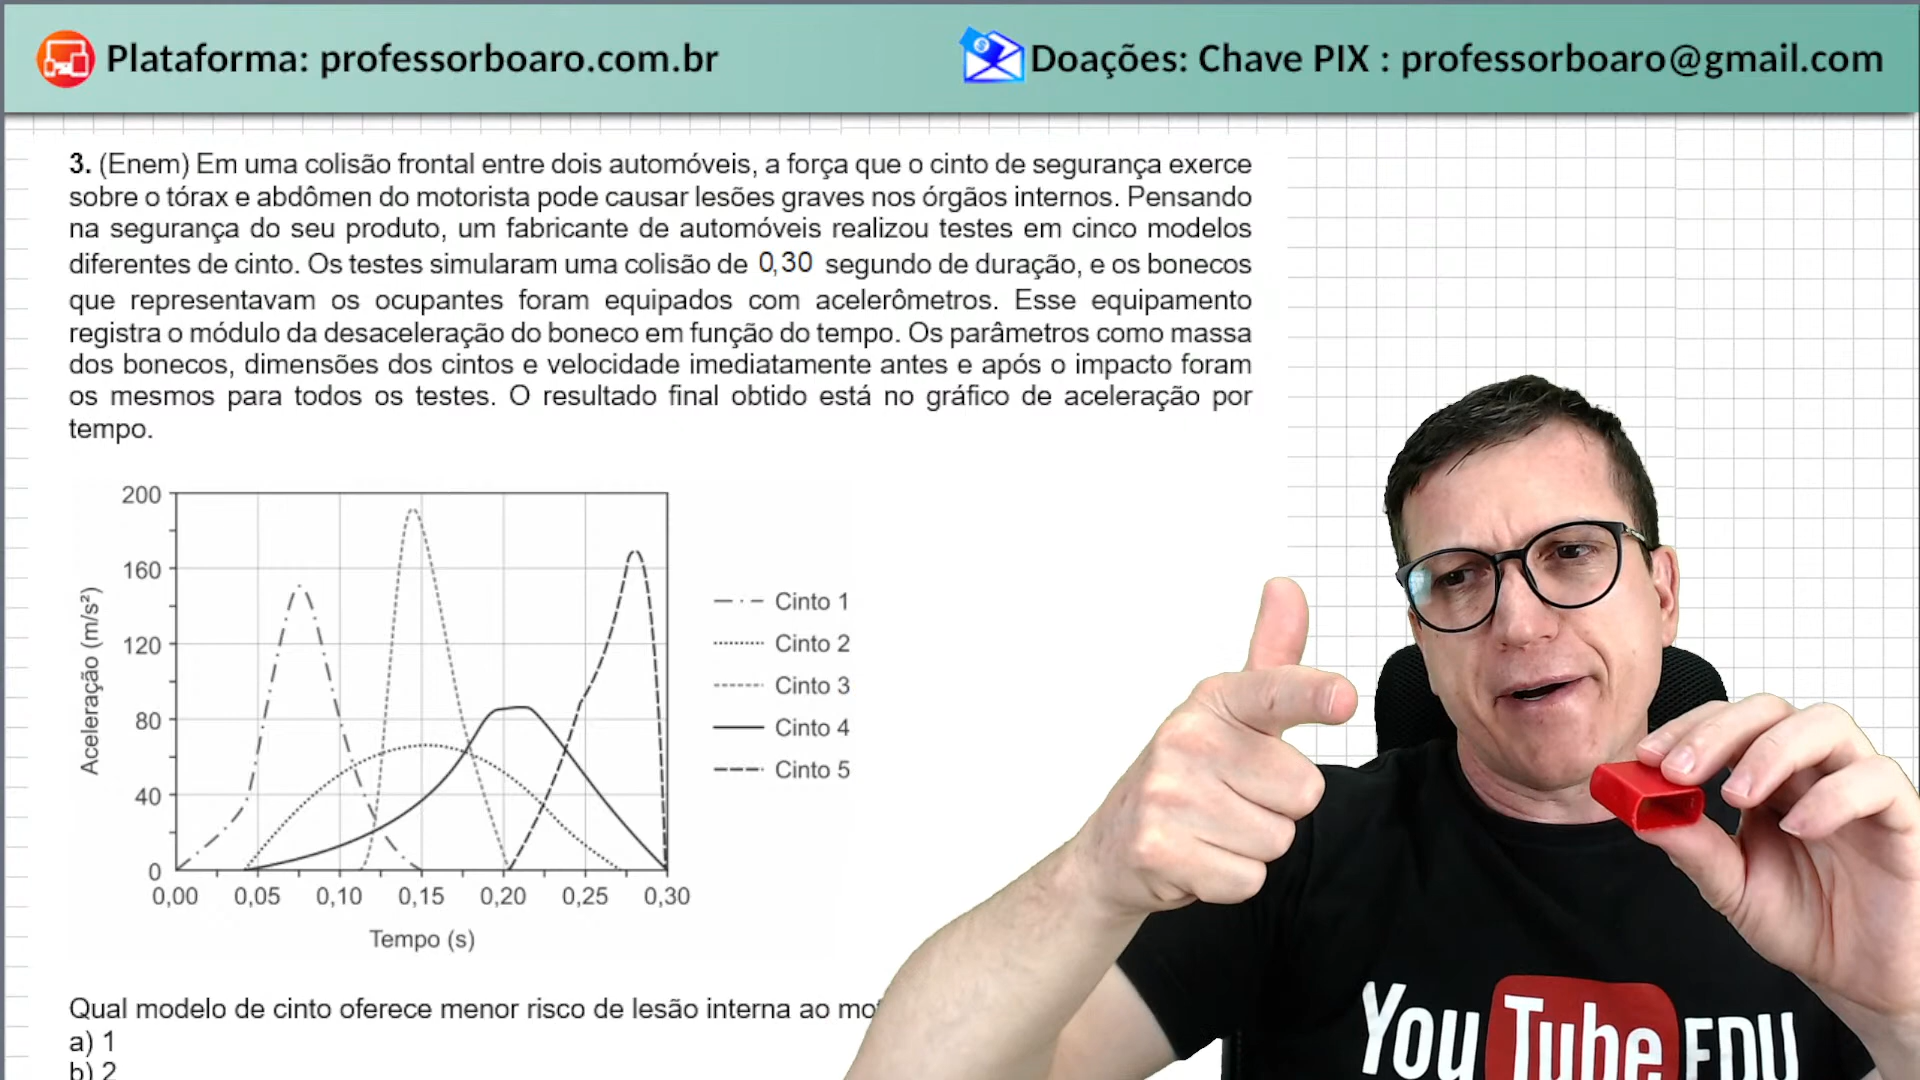 Plataforma: professorboaro.com.br
Doações: Chave PIX : professorboaro@gmail.com
3. (Enem) Em uma colisão frontal entre dois automóveis, a força que o cinto de segurança exerce
sobre o tórax e abdômen do motorista pode causar lesões graves nos órgãos internos. Pensando
na segurança do seu produto, um fabricante de automóveis realizou testes em cinco modelos
diferentes de cinto. Os testes simularam uma colisão de 0,30 segundo de duração, e os bonecos
que representavam os ocupantes foram equipados com acelerômetros. Esse equipamento
registra o módulo da desaceleração do boneco em função do tempo. Os parâmetros como massa
dos bonecos, dimensões dos cintos e velocidade imediatamente antes e após o impacto foram
os mesmos para todos os testes. O resultado final obtido está no gráfico de aceleração por
tempo.
Aceleração (m/s²)
200
160
120
80
40
0
0,00 0,05 0,10 0,15 0,20 0,25 0,30
Tempo (s)
Cinto 1
Cinto 2
Cinto 3
Cinto 4
Cinto 5
Qual modelo de cinto oferece menor risco de lesão interna ao
a) 1
b) 2
YouTube EDU